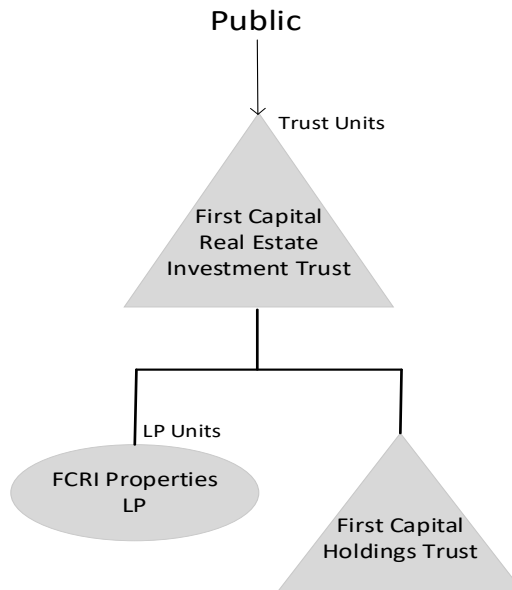 Public
Trust Units
First Capital
Real Estate
Investment Trust
LP Units
FCRI Properties
LP
First Capital
Holdings Trust